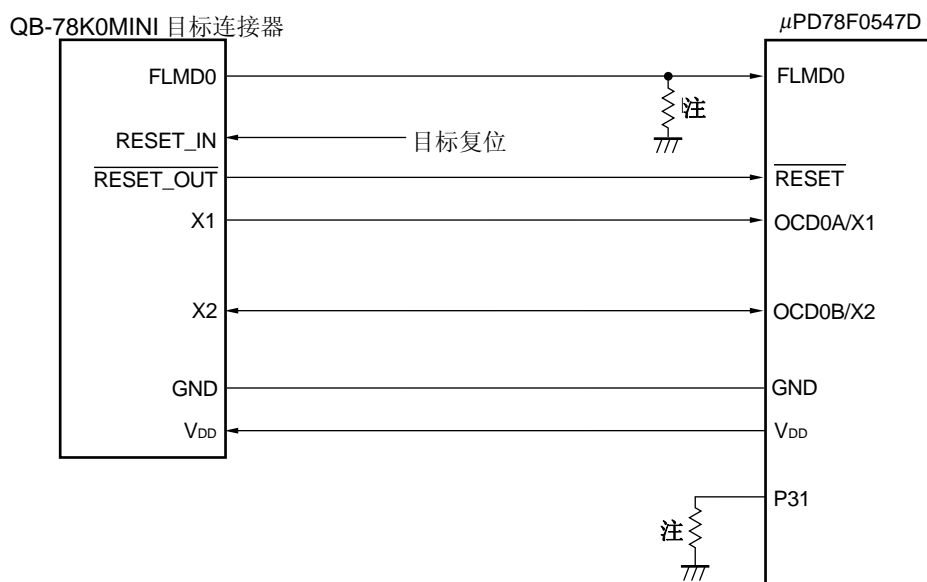 QB-78K0MINI 目标连接器
μPD78F0547D
FLMD0
FLMD0
注
RESET_IN
目标复位
RESET_OUT
RESET
X1
OCD0A/X1
X2
OCD0B/X2
GND
GND
VDD
VDD
P31
注